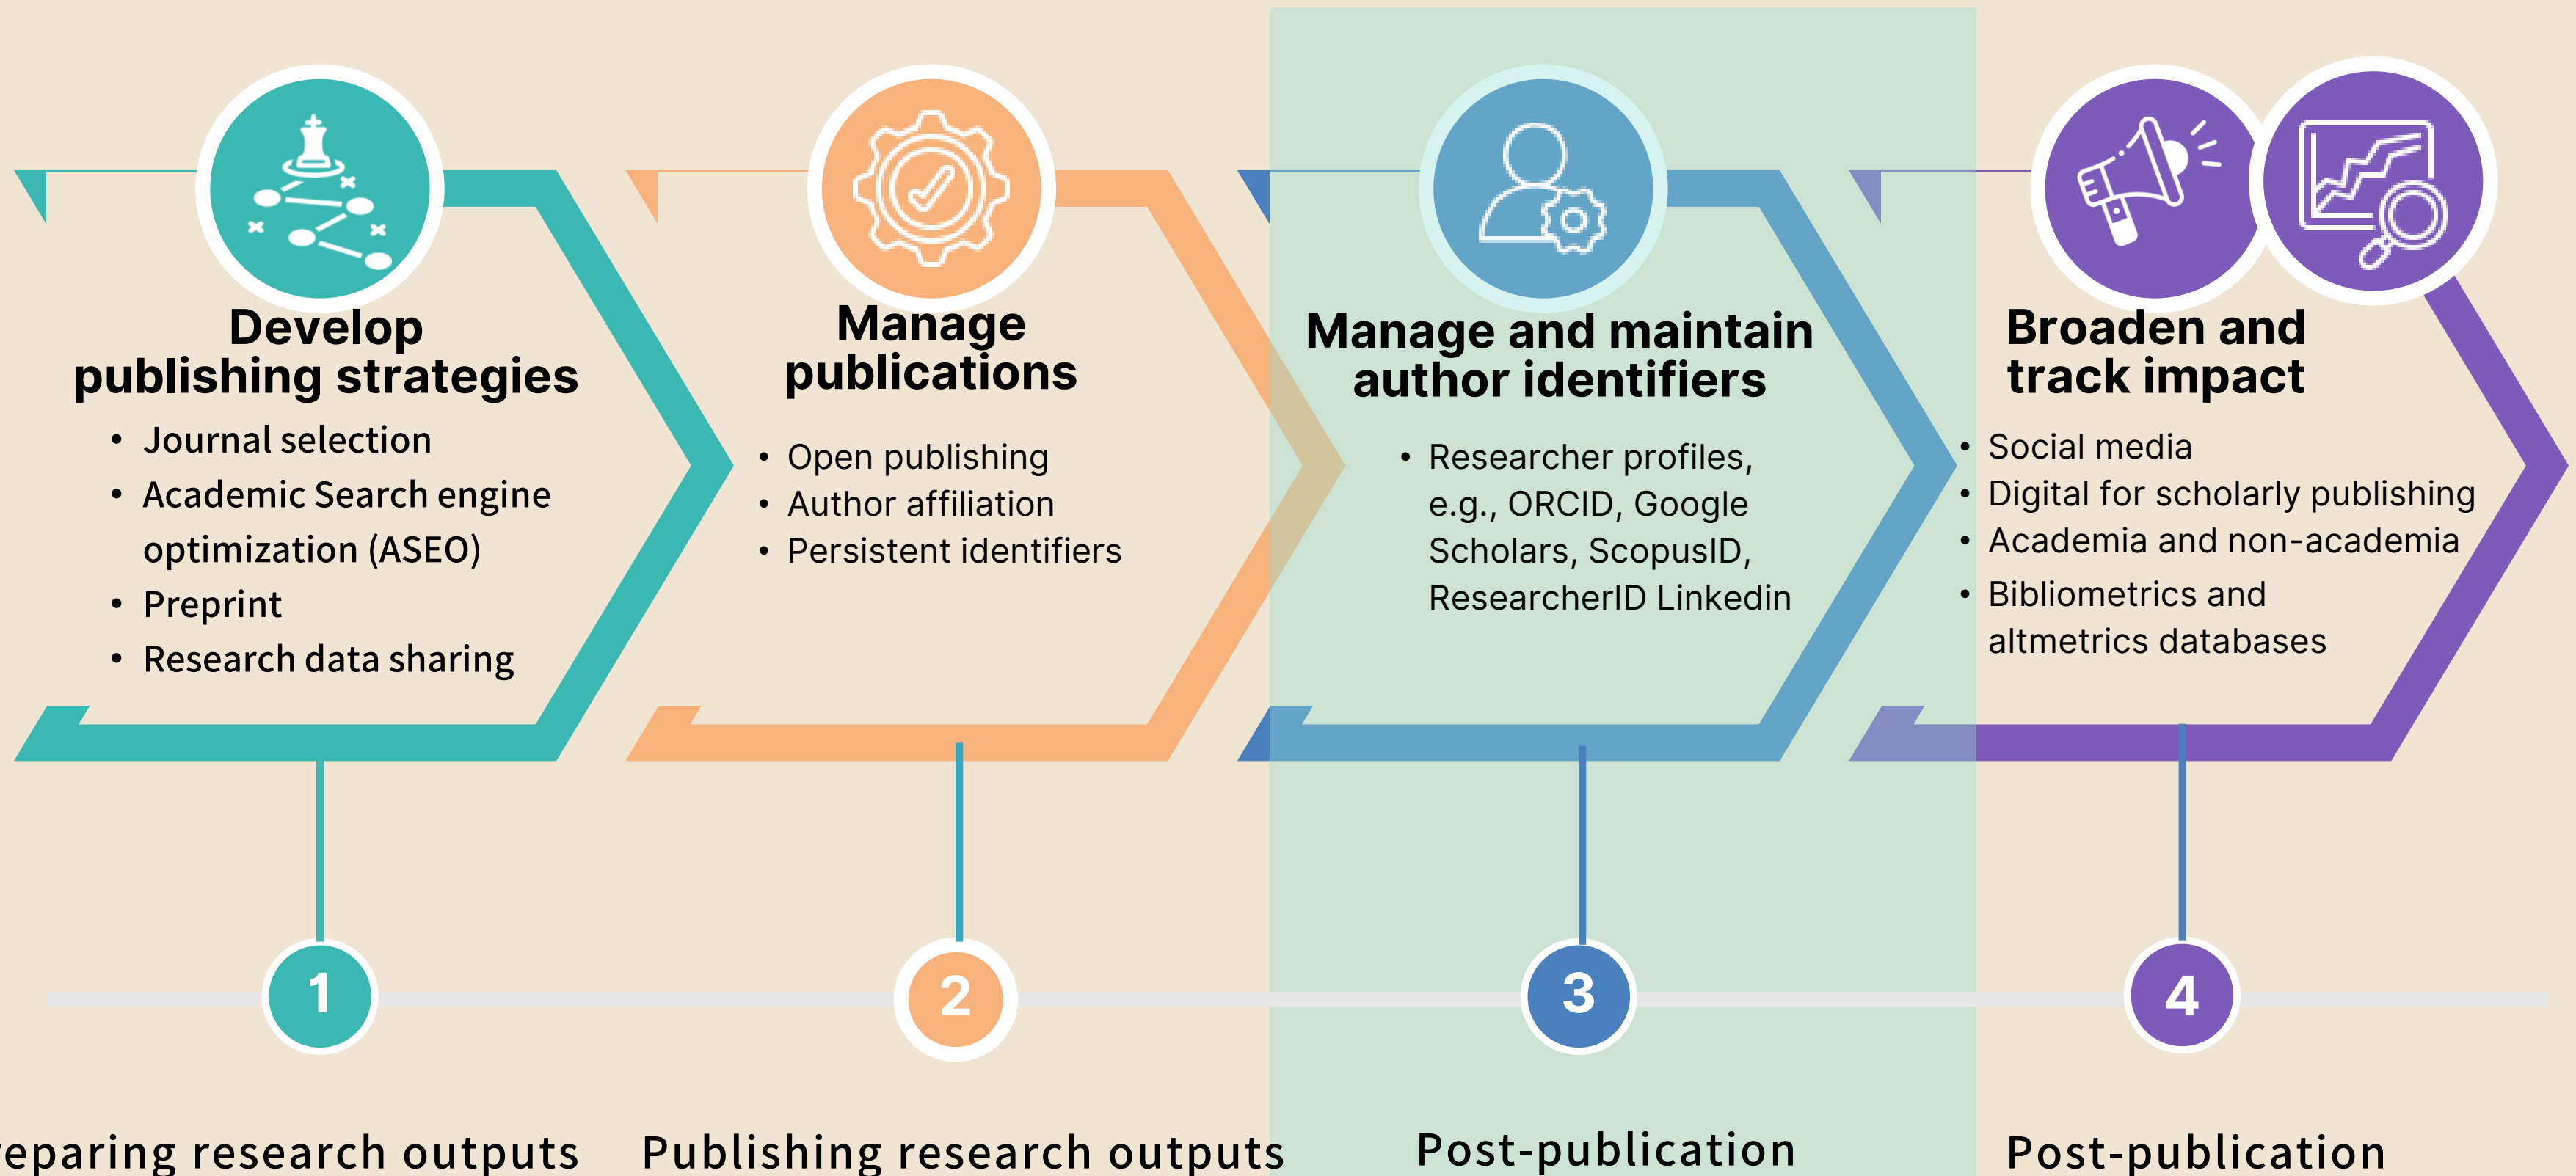 Develop
publishing strategies
• Journal selection
• Academic Search engine
optimization (ASEO)
• Preprint
• Research data sharing
Manage
publications
• Open publishing
• Author affiliation
• Persistent identifiers
Manage and maintain
author identifiers
• Researcher profiles,
e.g., ORCID, Google
Scholars, ScopusID,
ResearcherID Linkedin
Broaden and
track impact
• Social media
• Digital for scholarly publishing
• Academia and non-academia
• Bibliometrics and
altmetrics databases
1
2
3
4
reparing research outputs
Publishing research outputs
Post-publication
Post-publication